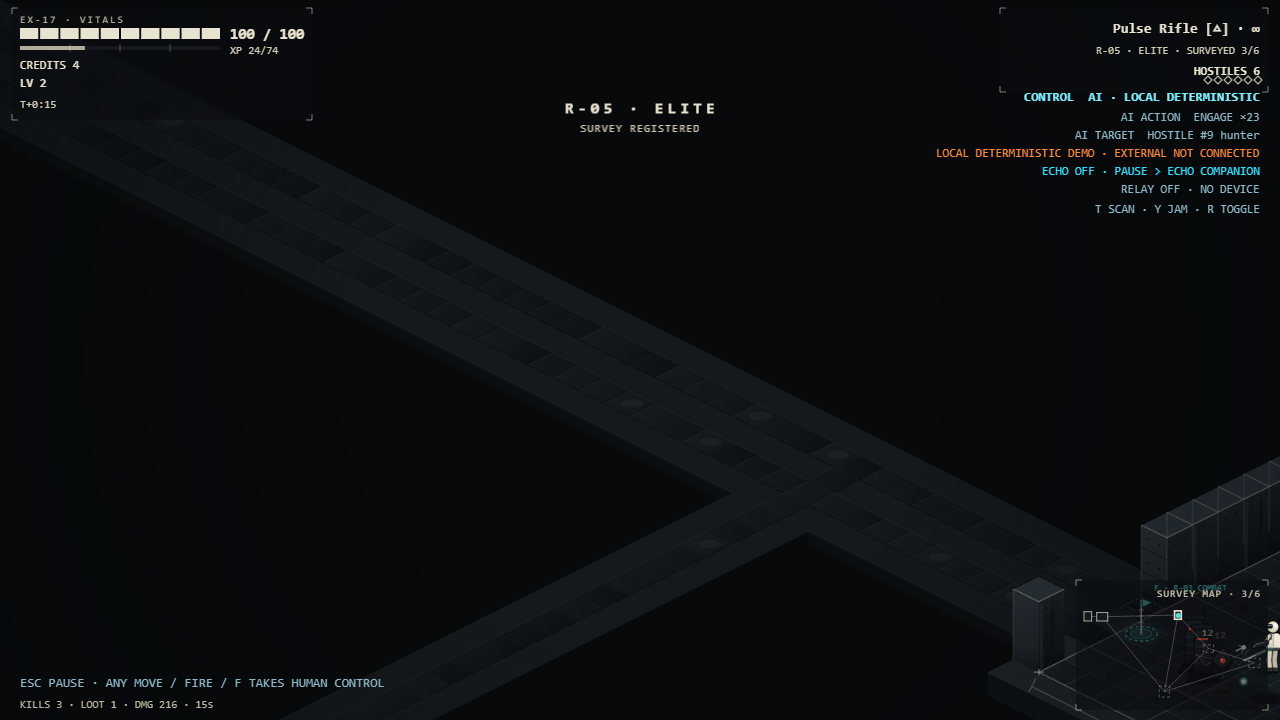 EX-17 · VITALS
100 / 100
XP 24/74
CREDITS 4
LV 2
T+0:15
R-05 · ELITE
SURVEY REGISTERED
Pulse Rifle [▲] · ∞
R-05 · ELITE · SURVEYED 3/6
HOSTILES 6
CONTROL AI · LOCAL DETERMINISTIC
AI ACTION ENGAGE ×23
AI TARGET HOSTILE #9 hunter
LOCAL DETERMINISTIC DEMO · EXTERNAL NOT CONNECTED
ECHO OFF · PAUSE > ECHO COMPANION
RELAY OFF · NO DEVICE
T SCAN · Y JAM · R TOGGLE
F · R-03 COMBAT
SURVEY MAP · 3/6
12
12
ESC PAUSE · ANY MOVE / FIRE / F TAKES HUMAN CONTROL
KILLS 3 · LOOT 1 · DMG 216 · 15s